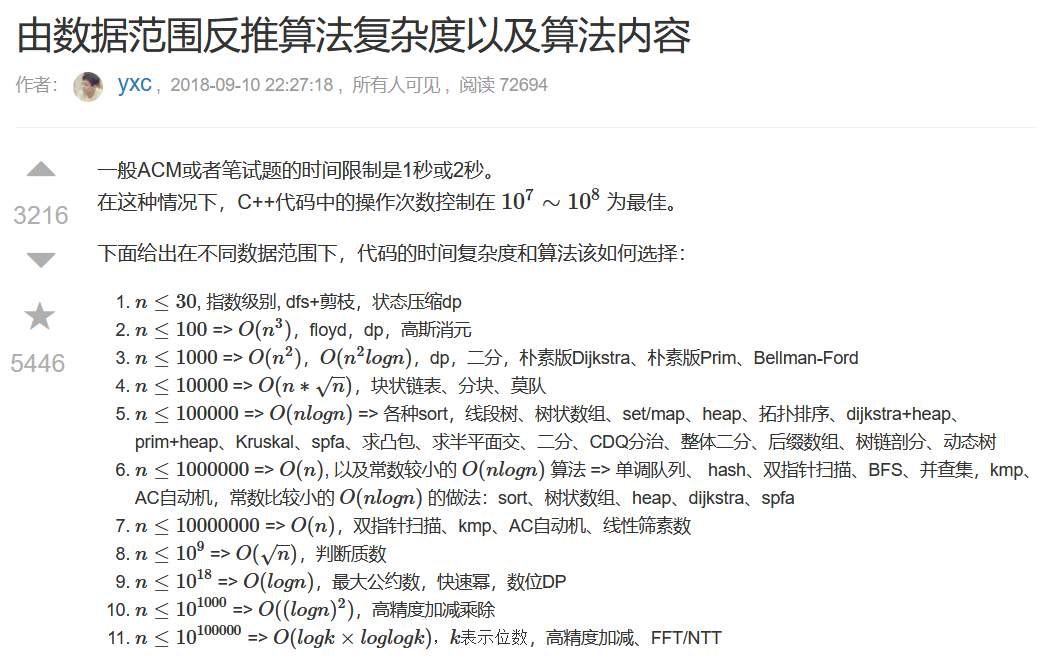 由数据范围反推算法复杂度以及算法内容
作者： yxc， 2018-09-10 22:27:18， 所有人可见， 阅读 72694
3216
5446
一般ACM或者笔试题的时间限制是1秒或2秒。
在这种情况下，C++代码中的操作次数控制在 10^7 ∼ 10^8 为最佳。
下面给出在不同数据范围下，代码的时间复杂度和算法该如何选择：
1. n ≤ 30, 指数级别, dfs+剪枝，状态压缩dp
2. n ≤ 100 => O(n^3)，floyd，dp，高斯消元
3. n ≤ 1000 => O(n^2)，O(n^2logn)，dp，二分，朴素版Dijkstra、朴素版Prim、Bellman-Ford
4. n ≤ 10000 => O(n ∗ √n)，块状链表、分块、莫队
5. n ≤ 100000 => O(nlogn) => 各种sort，线段树、树状数组、set/map、heap、拓扑排序、dijkstra+heap、
prim+heap、Kruskal、spfa、求凸包、求半平面交、二分、CDQ分治、整体二分、后缀数组、树链剖分、动态树
6. n ≤ 1000000 => O(n), 以及常数较小的 O(nlogn) 算法 => 单调队列、 hash、双指针扫描、BFS、并查集，kmp、
AC自动机，常数比较小的 O(nlogn) 的做法：sort、树状数组、heap、dijkstra、spfa
7. n ≤ 10000000 => O(n)，双指针扫描、kmp、AC自动机、线性筛素数
8. n ≤ 10^9 => O(√n)，判断质数
9. n ≤ 10^18 => O(logn)，最大公约数，快速幂，数位DP
10. n ≤ 10^1000 => O((logn)^2)，高精度加减乘除
11. n ≤ 10^100000 => O(logk × loglogk)，k表示位数，高精度加减、FFT/NTT